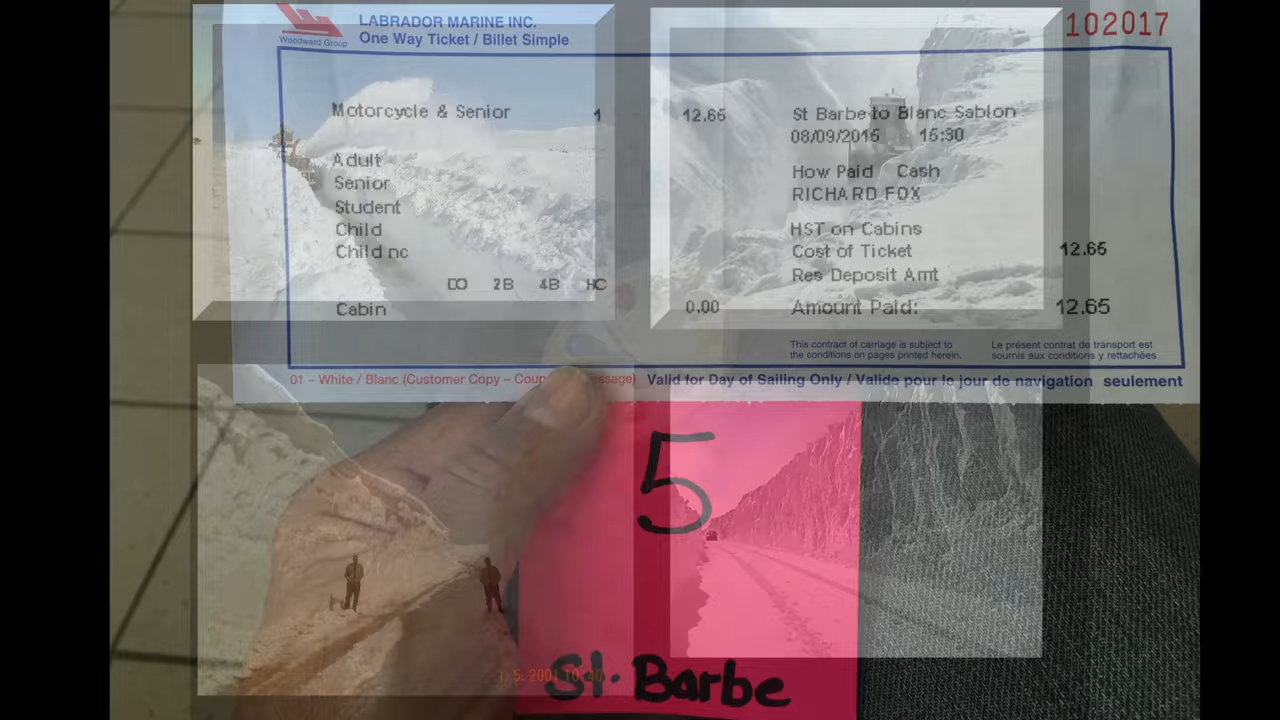 Woodward Group
LABRADOR MARINE INC.
One Way Ticket / Billet Simple
102017
Motorcycle & Senior 1 12.65
Adult
Senior
Student
Child
Child nc
DO 2B 4B HC
Cabin 0.00
St Barbe to Blanc Sablon
08/09/2015 15:30
How Paid Cash
RICHARD FOX
HST on Cabins
Cost of Ticket 12.65
Res Deposit Amt
Amount Paid: 12.65
This contract of carriage is subject to
the conditions on pages printed herein.
Le présent contrat de transport est
sournis aux conditions y rettachées
01 – White / Blanc (Customer Copy –
Valid for Day of Sailing Only / Valide pour le jour de navigation seulement
5
St. Barbe
5. 2001 10: